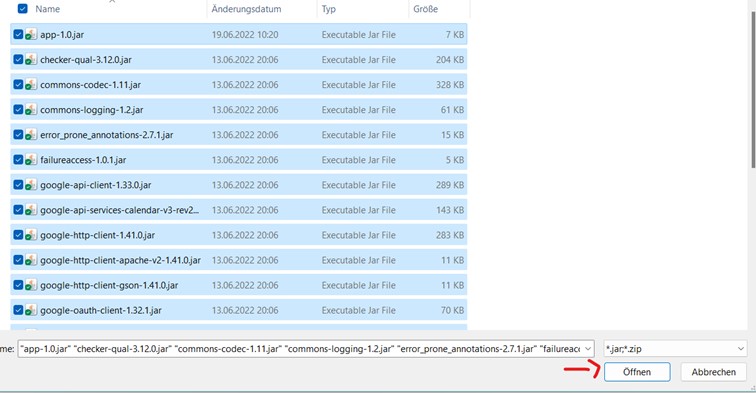 Name Änderungsdatum Typ Größe
app-1.0.jar 19.06.2022 10:20 Executable Jar File 7 KB
checker-qual-3.12.0.jar 13.06.2022 20:06 Executable Jar File 204 KB
commons-codec-1.11.jar 13.06.2022 20:06 Executable Jar File 328 KB
commons-logging-1.2.jar 13.06.2022 20:06 Executable Jar File 61 KB
error_prone_annotations-2.7.1.jar 13.06.2022 20:06 Executable Jar File 15 KB
failureaccess-1.0.1.jar 13.06.2022 20:06 Executable Jar File 5 KB
google-api-client-1.33.0.jar 13.06.2022 20:06 Executable Jar File 289 KB
google-api-services-calendar-v3-rev2... 13.06.2022 20:06 Executable Jar File 143 KB
google-http-client-1.41.0.jar 13.06.2022 20:06 Executable Jar File 283 KB
google-http-client-apache-v2-1.41.0.jar 13.06.2022 20:06 Executable Jar File 11 KB
google-http-client-gson-1.41.0.jar 13.06.2022 20:06 Executable Jar File 11 KB
google-oauth-client-1.32.1.jar 13.06.2022 20:06 Executable Jar File 70 KB
me: "app-1.0.jar" "checker-qual-3.12.0.jar" "commons-codec-1.11.jar" "commons-logging-1.2.jar" "error_prone_annotations-2.7.1.jar" "failureacc *.jar;*.zip
Öffnen Abbrechen